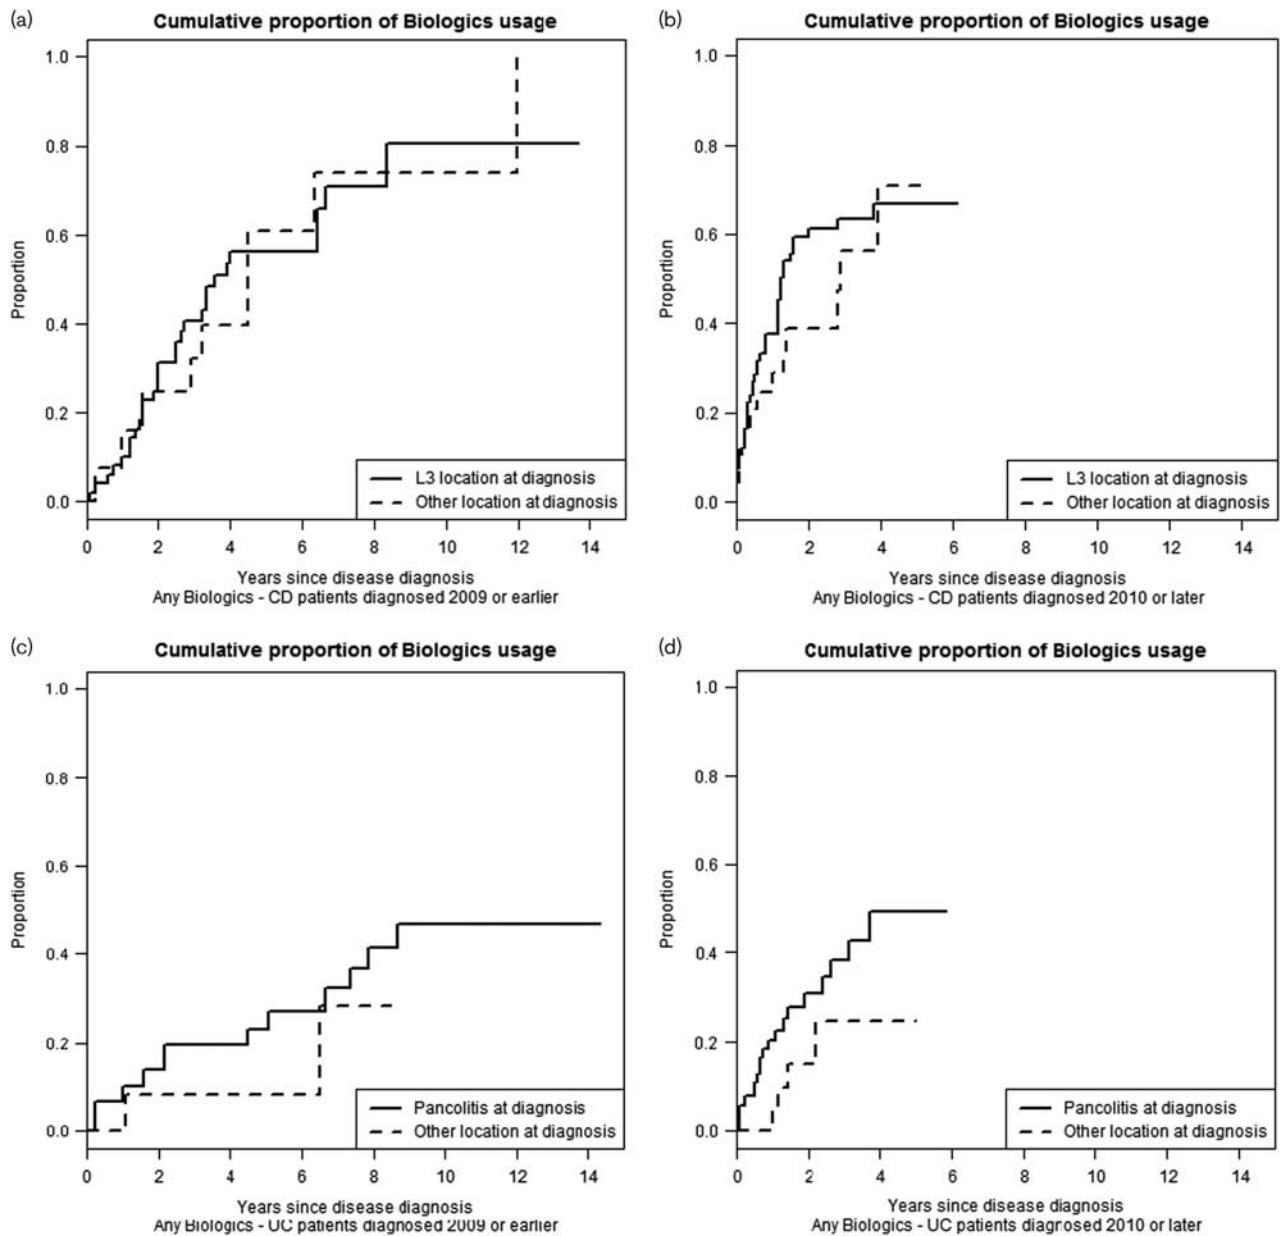 (a)
Cumulative proportion of Biologics usage
1.0
0.8
0.6
0.4
0.2
0.0
Proportion
L3 location at diagnosis
Other location at diagnosis
0 2 4 6 8 10 12 14
Years since disease diagnosis
Any Biologics - CD patients diagnosed 2009 or earlier
(b)
Cumulative proportion of Biologics usage
1.0
0.8
0.6
0.4
0.2
0.0
Proportion
L3 location at diagnosis
Other location at diagnosis
0 2 4 6 8 10 12 14
Years since disease diagnosis
Any Biologics - CD patients diagnosed 2010 or later
(c)
Cumulative proportion of Biologics usage
1.0
0.8
0.6
0.4
0.2
0.0
Proportion
Pancolitis at diagnosis
Other location at diagnosis
0 2 4 6 8 10 12 14
Years since disease diagnosis
Any Biologics - UC patients diagnosed 2009 or earlier
(d)
Cumulative proportion of Biologics usage
1.0
0.8
0.6
0.4
0.2
0.0
Proportion
Pancolitis at diagnosis
Other location at diagnosis
0 2 4 6 8 10 12 14
Years since disease diagnosis
Any Biologics - UC patients diagnosed 2010 or later